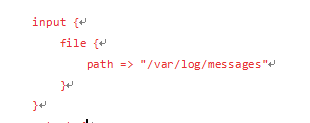 input {
file {
path => "/var/log/messages"
}
}